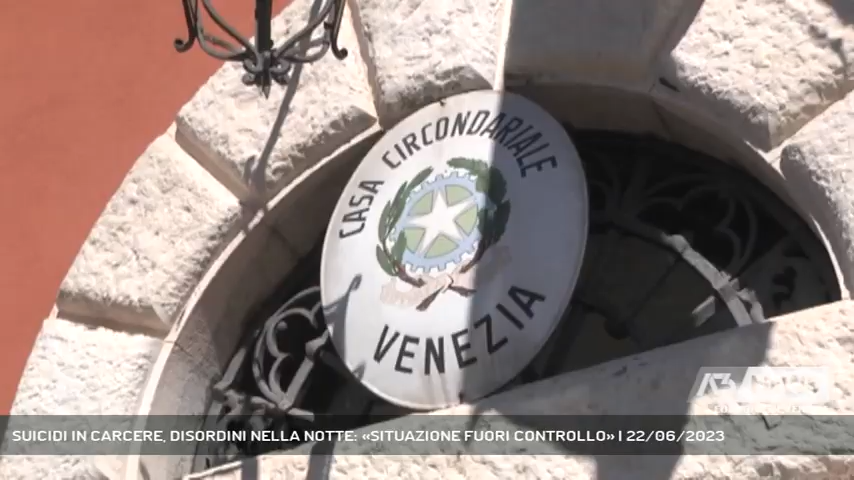 CASA CIRCONDARIALE
VENEZIA
SUICIDI IN CARCERE, DISORDINI NELLA NOTTE: «SITUAZIONE FUORI CONTROLLO» | 22/06/2023